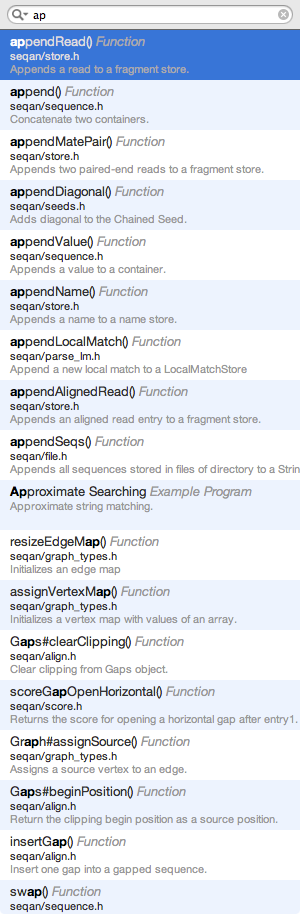 ap
appendRead() Function
seqan/store.h
Appends a read to a fragment store.
append() Function
seqan/sequence.h
Concatenate two containers.
appendMatePair() Function
seqan/store.h
Appends two paired-end reads to a fragment store.
appendDiagonal() Function
seqan/seeds.h
Adds diagonal to the Chained Seed.
appendValue() Function
seqan/sequence.h
Appends a value to a container.
appendName() Function
seqan/store.h
Appends a name to a name store.
appendLocalMatch() Function
seqan/parse_lm.h
Append a new local match to a LocalMatchStore
appendAlignedRead() Function
seqan/store.h
Appends an aligned read entry to a fragment store.
appendSeqs() Function
seqan/file.h
Appends all sequences stored in files of directory to a Strin
Approximate Searching Example Program
Approximate string matching.
resizeEdgeMap() Function
seqan/graph_types.h
Initializes an edge map
assignVertexMap() Function
seqan/graph_types.h
Initializes a vertex map with values of an array.
Gaps#clearClipping() Function
seqan/align.h
Clear clipping from Gaps object.
scoreGapOpenHorizontal() Function
seqan/score.h
Returns the score for opening a horizontal gap after entry1.
Graph#assignSource() Function
seqan/graph_types.h
Assigns a source vertex to an edge.
Gaps#beginPosition() Function
seqan/align.h
Return the clipping begin position as a source position.
insertGap() Function
seqan/align.h
Insert one gap into a gapped sequence.
swap() Function
seqan/sequence.h